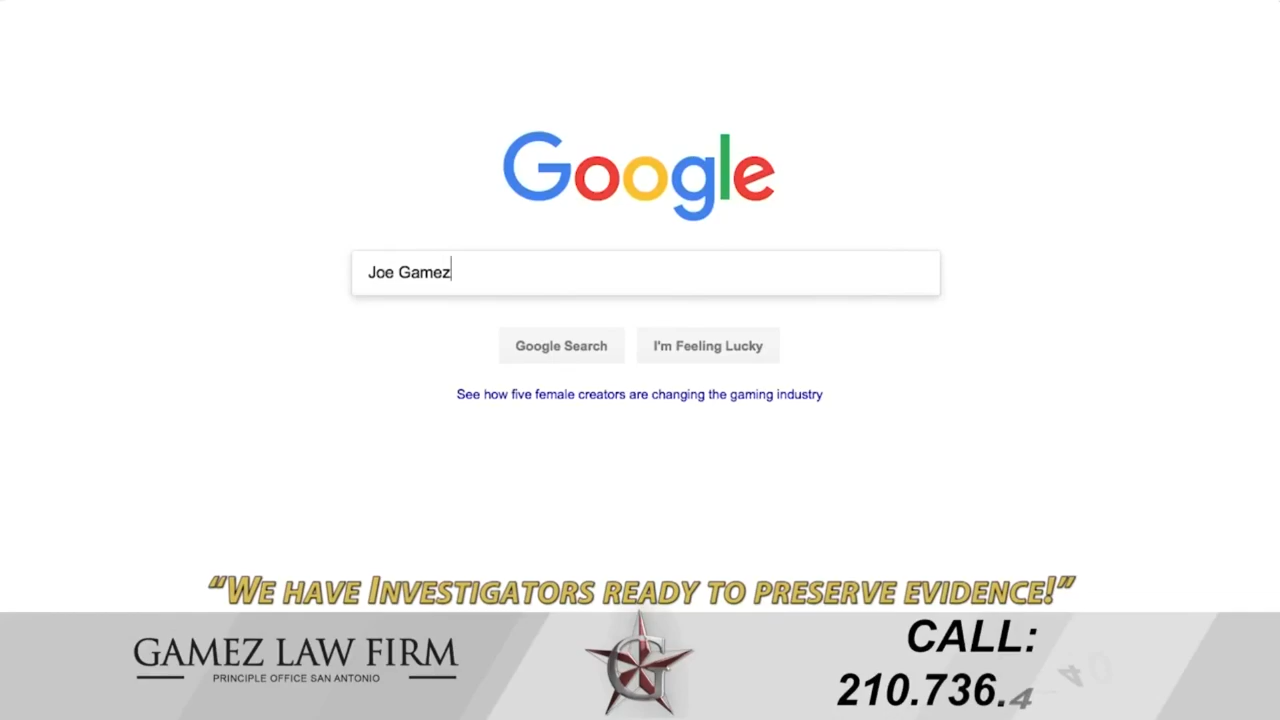 Google
Joe Gamez
Google Search
I'm Feeling Lucky
See how five female creators are changing the gaming industry
“WE HAVE INVESTIGATORS READY TO PRESERVE EVIDENCE!”
GAMEZ LAW FIRM
PRINCIPLE OFFICE SAN ANTONIO
G
CALL:
210.736.4